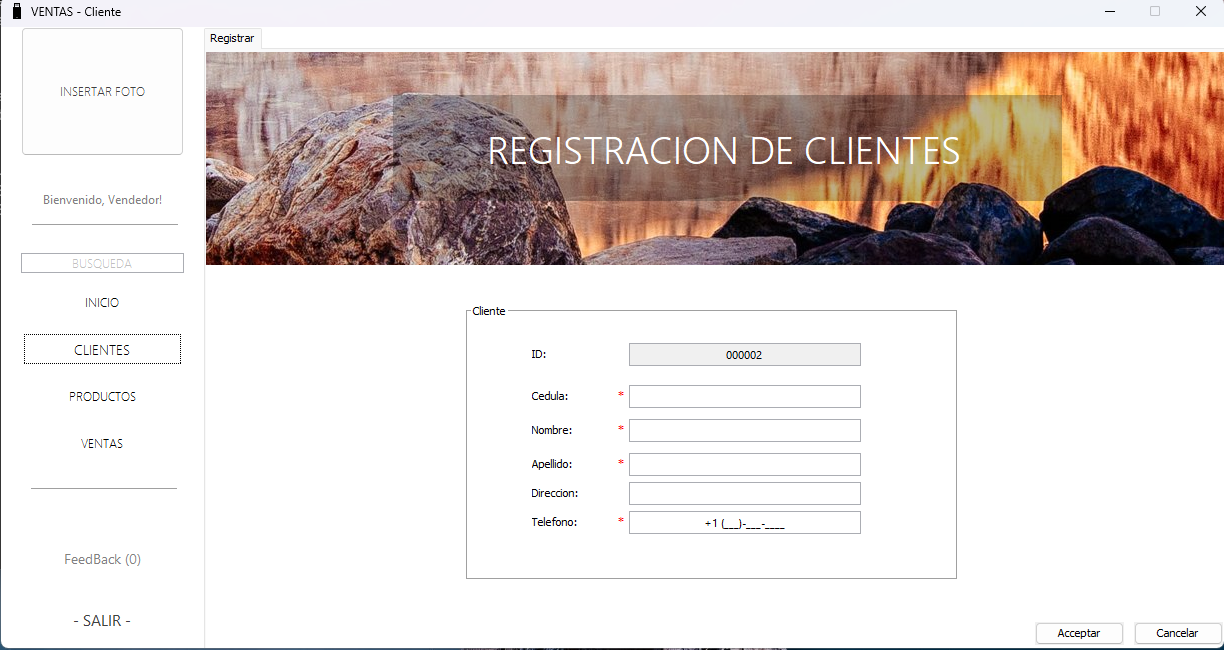 VENTAS - Cliente
INSERTAR FOTO
Bienvenido, Vendedor!
BUSQUEDA
INICIO
CLIENTES
PRODUCTOS
VENTAS
FeedBack (0)
- SALIR -
Registrar
REGISTRACION DE CLIENTES
Cliente
ID: 000002
Cedula: *
Nombre: *
Apellido: *
Direccion:
Telefono: * +1 (___)-___-____
Acceptar Cancelar